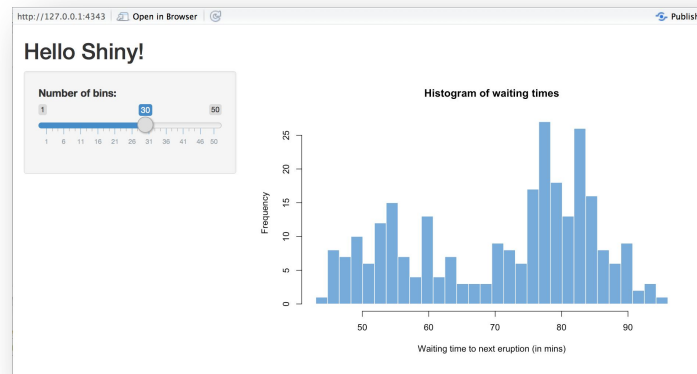 http://127.0.0.1:4343 Open in Browser Publish
Hello Shiny!
Number of bins:
1 30 50
1 6 11 16 21 26 31 36 41 46 50
Histogram of waiting times
Frequency
25
20
15
10
5
0
50 60 70 80 90
Waiting time to next eruption (in mins)